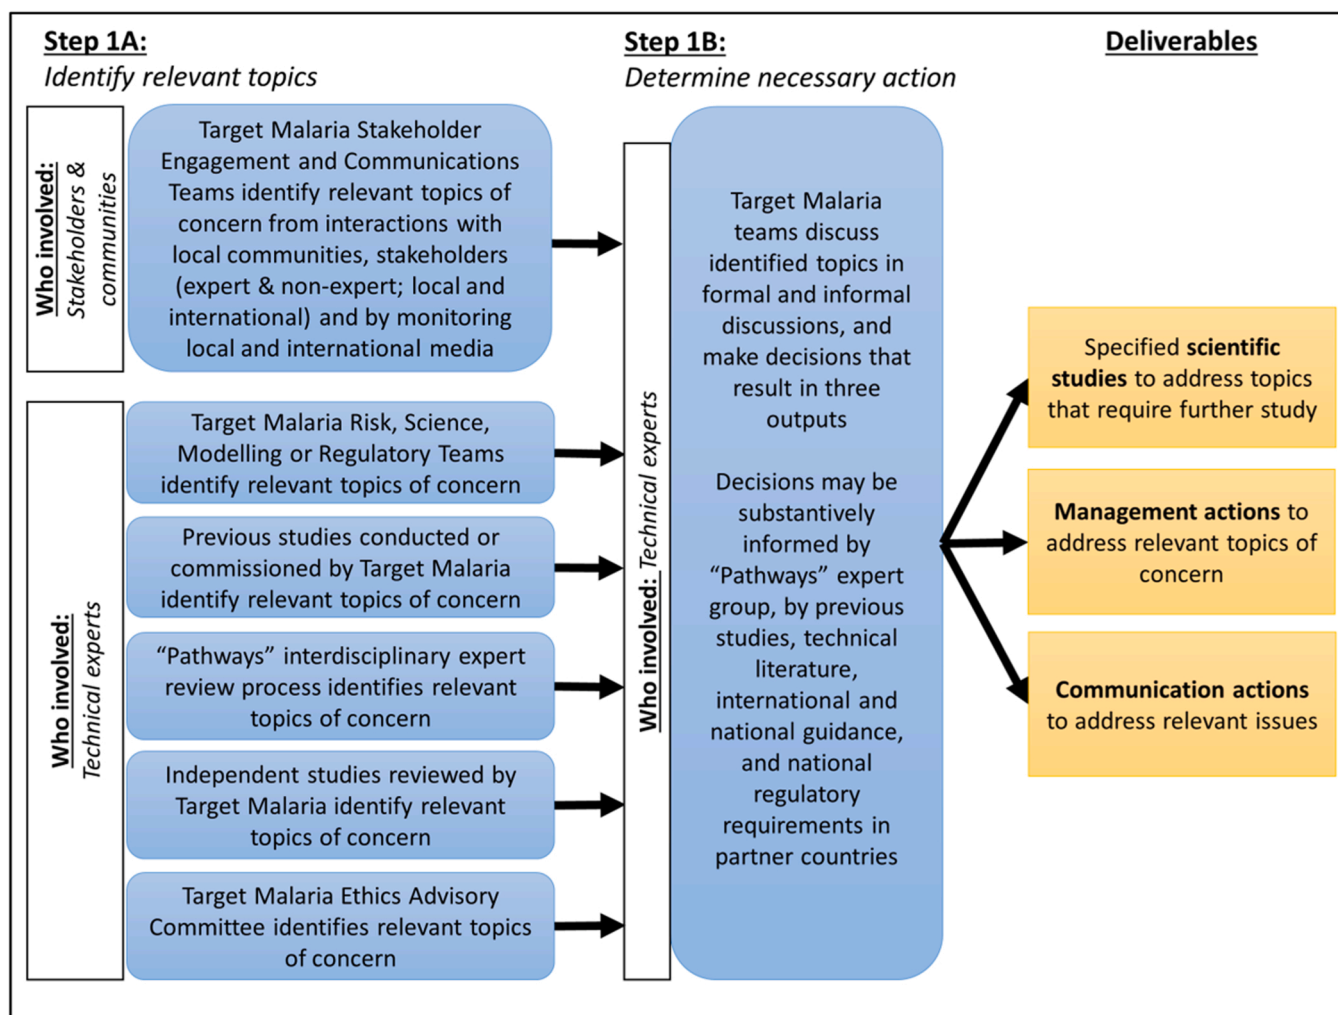 Step 1A:
Identify relevant topics
Who involved:
Stakeholders &
communities
Target Malaria Stakeholder
Engagement and Communications
Teams identify relevant topics of
concern from interactions with
local communities, stakeholders
(expert & non-expert; local and
international) and by monitoring
local and international media
Who involved:
Technical experts
Target Malaria Risk, Science,
Modelling or Regulatory Teams
identify relevant topics of concern
Previous studies conducted or
commissioned by Target Malaria
identify relevant topics of concern
“Pathways” interdisciplinary expert
review process identifies relevant
topics of concern
Independent studies reviewed by
Target Malaria identify relevant
topics of concern
Target Malaria Ethics Advisory
Committee identifies relevant topics
of concern
Step 1B:
Determine necessary action
Who involved: Technical experts
Target Malaria
teams discuss
identified topics in
formal and informal
discussions, and
make decisions that
result in three
outputs
Decisions may be
substantively
informed by
“Pathways” expert
group, by previous
studies, technical
literature,
international and
national guidance,
and national
regulatory
requirements in
partner countries
Deliverables
Specified scientific
studies to address topics
that require further study
Management actions to
address relevant topics of
concern
Communication actions
to address relevant issues